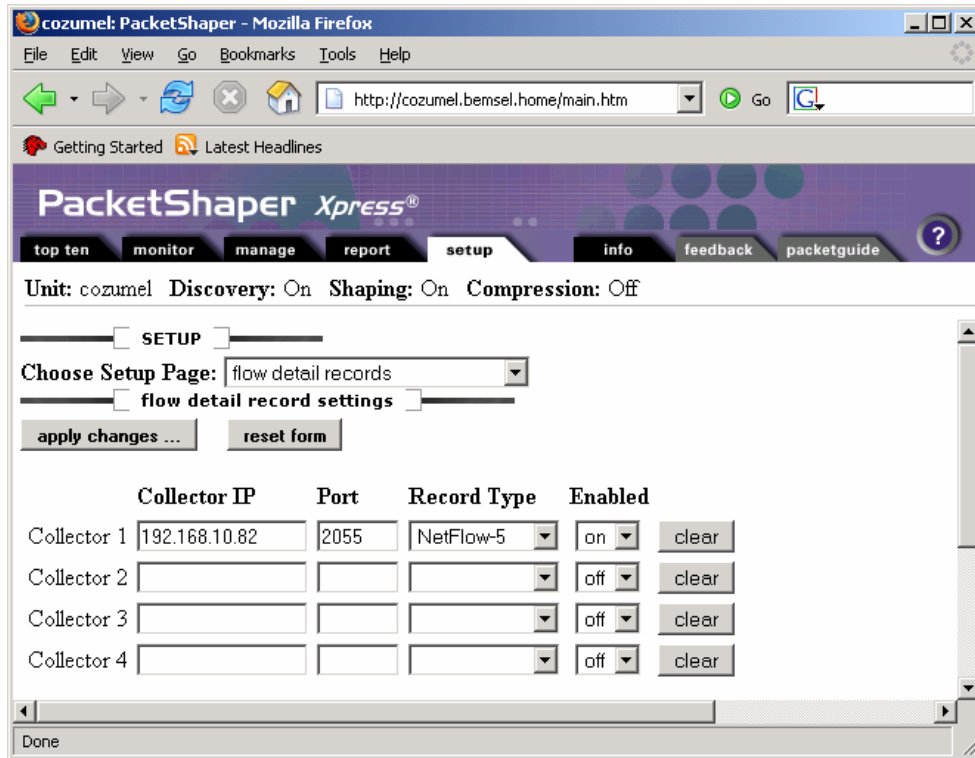 cozumel: PacketShaper - Mozilla Firefox
File Edit View Go Bookmarks Tools Help
http://cozumel.bemsel.home/main.htm Go G
Getting Started Latest Headlines
PacketShaper Xpress®
top ten monitor manage report setup info feedback packetguide ?
Unit: cozumel Discovery: On Shaping: On Compression: Off
SETUP
Choose Setup Page: flow detail records
flow detail record settings
apply changes ... reset form
Collector IP Port Record Type Enabled
Collector 1 192.168.10.82 2055 NetFlow-5 on clear
Collector 2 off clear
Collector 3 off clear
Collector 4 off clear
Done